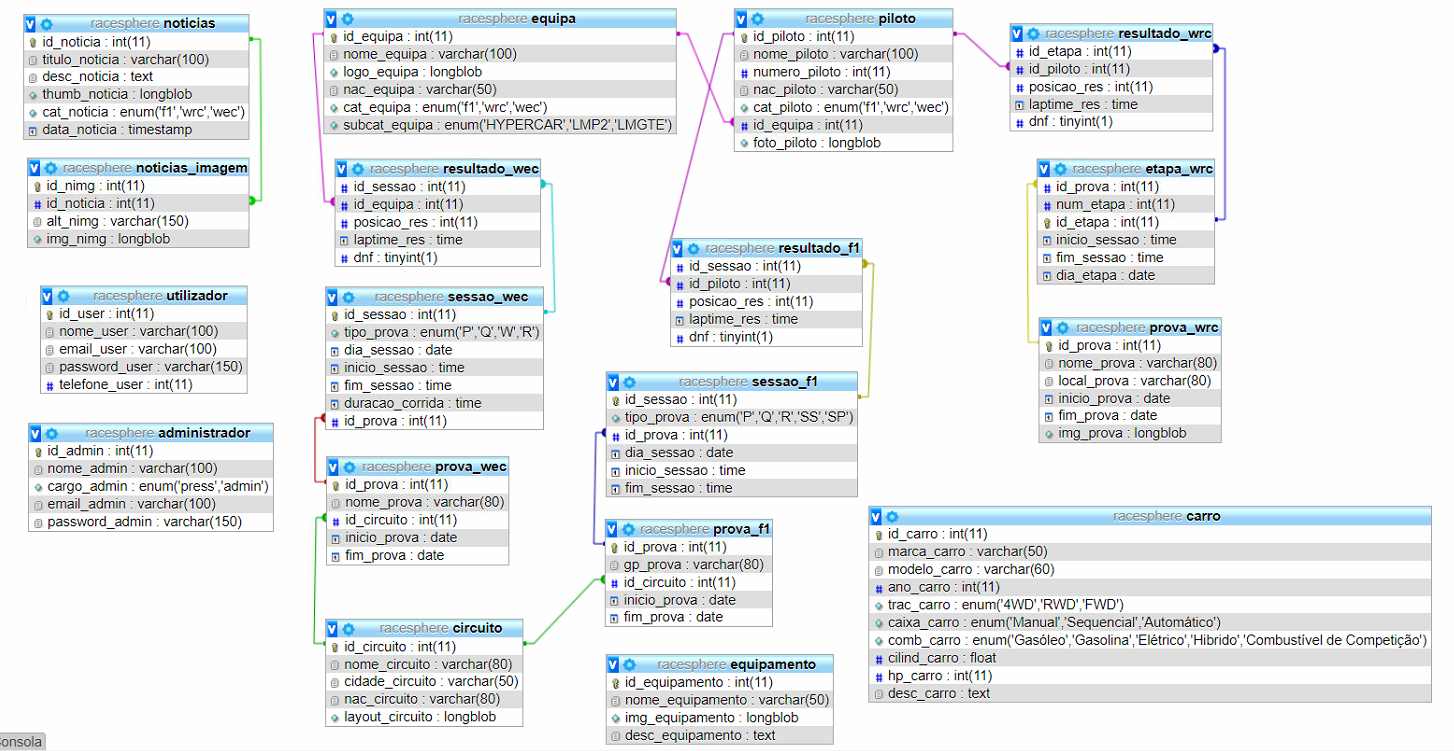 racesphere noticias
id_noticia : int(11)
titulo_noticia : varchar(100)
desc_noticia : text
thumb_noticia : longblob
cat_noticia : enum('f1','wrc','wec')
data_noticia : timestamp
racesphere noticias_imagem
id_nimg : int(11)
id_noticia : int(11)
alt_nimg : varchar(150)
img_nimg : longblob
racesphere utilizador
id_user : int(11)
nome_user : varchar(100)
email_user : varchar(100)
password_user : varchar(150)
telefone_user : int(11)
racesphere administrador
id_admin : int(11)
nome_admin : varchar(100)
cargo_admin : enum('press','admin')
email_admin : varchar(100)
password_admin : varchar(150)
racesphere equipa
id_equipa : int(11)
nome_equipa : varchar(100)
logo_equipa : longblob
nac_equipa : varchar(50)
cat_equipa : enum('f1','wrc','wec')
subcat_equipa : enum('HYPERCAR','LMP2','LMGTE')
racesphere resultado_wec
id_sessao : int(11)
id_equipa : int(11)
posicao_res : int(11)
laptime_res : time
dnf : tinyint(1)
racesphere sessao_wec
id_sessao : int(11)
tipo_prova : enum('P','Q','W','R')
dia_sessao : date
inicio_sessao : time
fim_sessao : time
duracao_corrida : time
id_prova : int(11)
racesphere prova_wec
id_prova : int(11)
nome_prova : varchar(80)
id_circuito : int(11)
inicio_prova : date
fim_prova : date
racesphere circuito
id_circuito : int(11)
nome_circuito : varchar(80)
cidade_circuito : varchar(50)
nac_circuito : varchar(80)
layout_circuito : longblob
racesphere piloto
id_piloto : int(11)
nome_piloto : varchar(100)
numero_piloto : int(11)
nac_piloto : varchar(50)
cat_piloto : enum('f1','wrc','wec')
id_equipa : int(11)
foto_piloto : longblob
racesphere resultado_f1
id_sessao : int(11)
id_piloto : int(11)
posicao_res : int(11)
laptime_res : time
dnf : tinyint(1)
racesphere sessao_f1
id_sessao : int(11)
tipo_prova : enum('P','Q','R','SS','SP')
id_prova : int(11)
dia_sessao : date
inicio_sessao : time
fim_sessao : time
racesphere prova_f1
id_prova : int(11)
gp_prova : varchar(80)
id_circuito : int(11)
inicio_prova : date
fim_prova : date
racesphere equipamento
id_equipamento : int(11)
nome_equipamento : varchar(50)
img_equipamento : longblob
desc_equipamento : text
racesphere resultado_wrc
id_etapa : int(11)
id_piloto : int(11)
posicao_res : int(11)
laptime_res : time
dnf : tinyint(1)
racesphere etapa_wrc
id_prova : int(11)
num_etapa : int(11)
id_etapa : int(11)
inicio_sessao : time
fim_sessao : time
dia_etapa : date
racesphere prova_wrc
id_prova : int(11)
nome_prova : varchar(80)
local_prova : varchar(80)
inicio_prova : date
fim_prova : date
img_prova : longblob
racesphere carro
id_carro : int(11)
marca_carro : varchar(50)
modelo_carro : varchar(60)
ano_carro : int(11)
trac_carro : enum('4WD','RWD','FWD')
caixa_carro : enum('Manual','Sequencial','Automático')
comb_carro : enum('Gasóleo','Gasolina','Elétrico','Hibrido','Combustível de Competição')
cilind_carro : float
hp_carro : int(11)
desc_carro : text
onsola